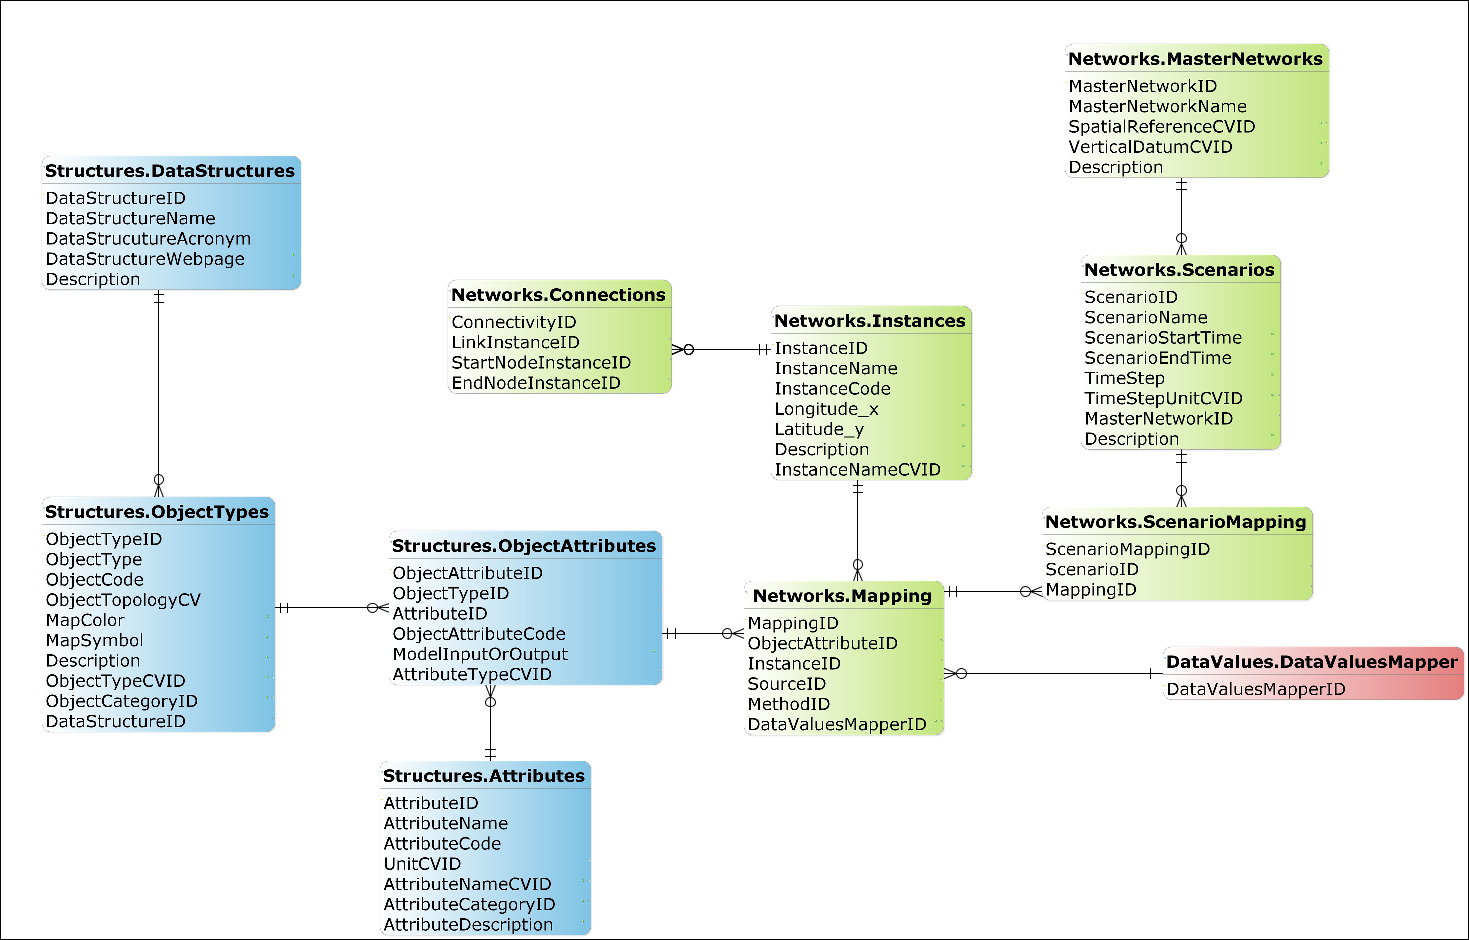 Networks.MasterNetworks
MasterNetworkID
MasterNetworkName
SpatialReferenceCVID
VerticalDatumCVID
Description
Structures.DataStructures
DataStructureID
DataStructureName
DataStrucutureAcronym
DataStructureWebpage
Description
Networks.Scenarios
ScenarioID
ScenarioName
ScenarioStartTime
ScenarioEndTime
TimeStep
TimeStepUnitCVID
MasterNetworkID
Description
Networks.Connections
ConnectivityID
LinkInstanceID
StartNodeInstanceID
EndNodeInstanceID
Networks.Instances
InstanceID
InstanceName
InstanceCode
Longitude_x
Latitude_y
Description
InstanceNameCVID
Structures.ObjectTypes
ObjectTypeID
ObjectType
ObjectCode
ObjectTopologyCV
MapColor
MapSymbol
Description
ObjectTypeCVID
ObjectCategoryID
DataStructureID
Structures.ObjectAttributes
ObjectAttributeID
ObjectTypeID
AttributeID
ObjectAttributeCode
ModelInputOrOutput
AttributeTypeCVID
Networks.ScenarioMapping
ScenarioMappingID
ScenarioID
MappingID
Networks.Mapping
MappingID
ObjectAttributeID
InstanceID
SourceID
MethodID
DataValuesMapperID
DataValues.DataValuesMapper
DataValuesMapperID
Structures.Attributes
AttributeID
AttributeName
AttributeCode
UnitCVID
AttributeNameCVID
AttributeCategoryID
AttributeDescription